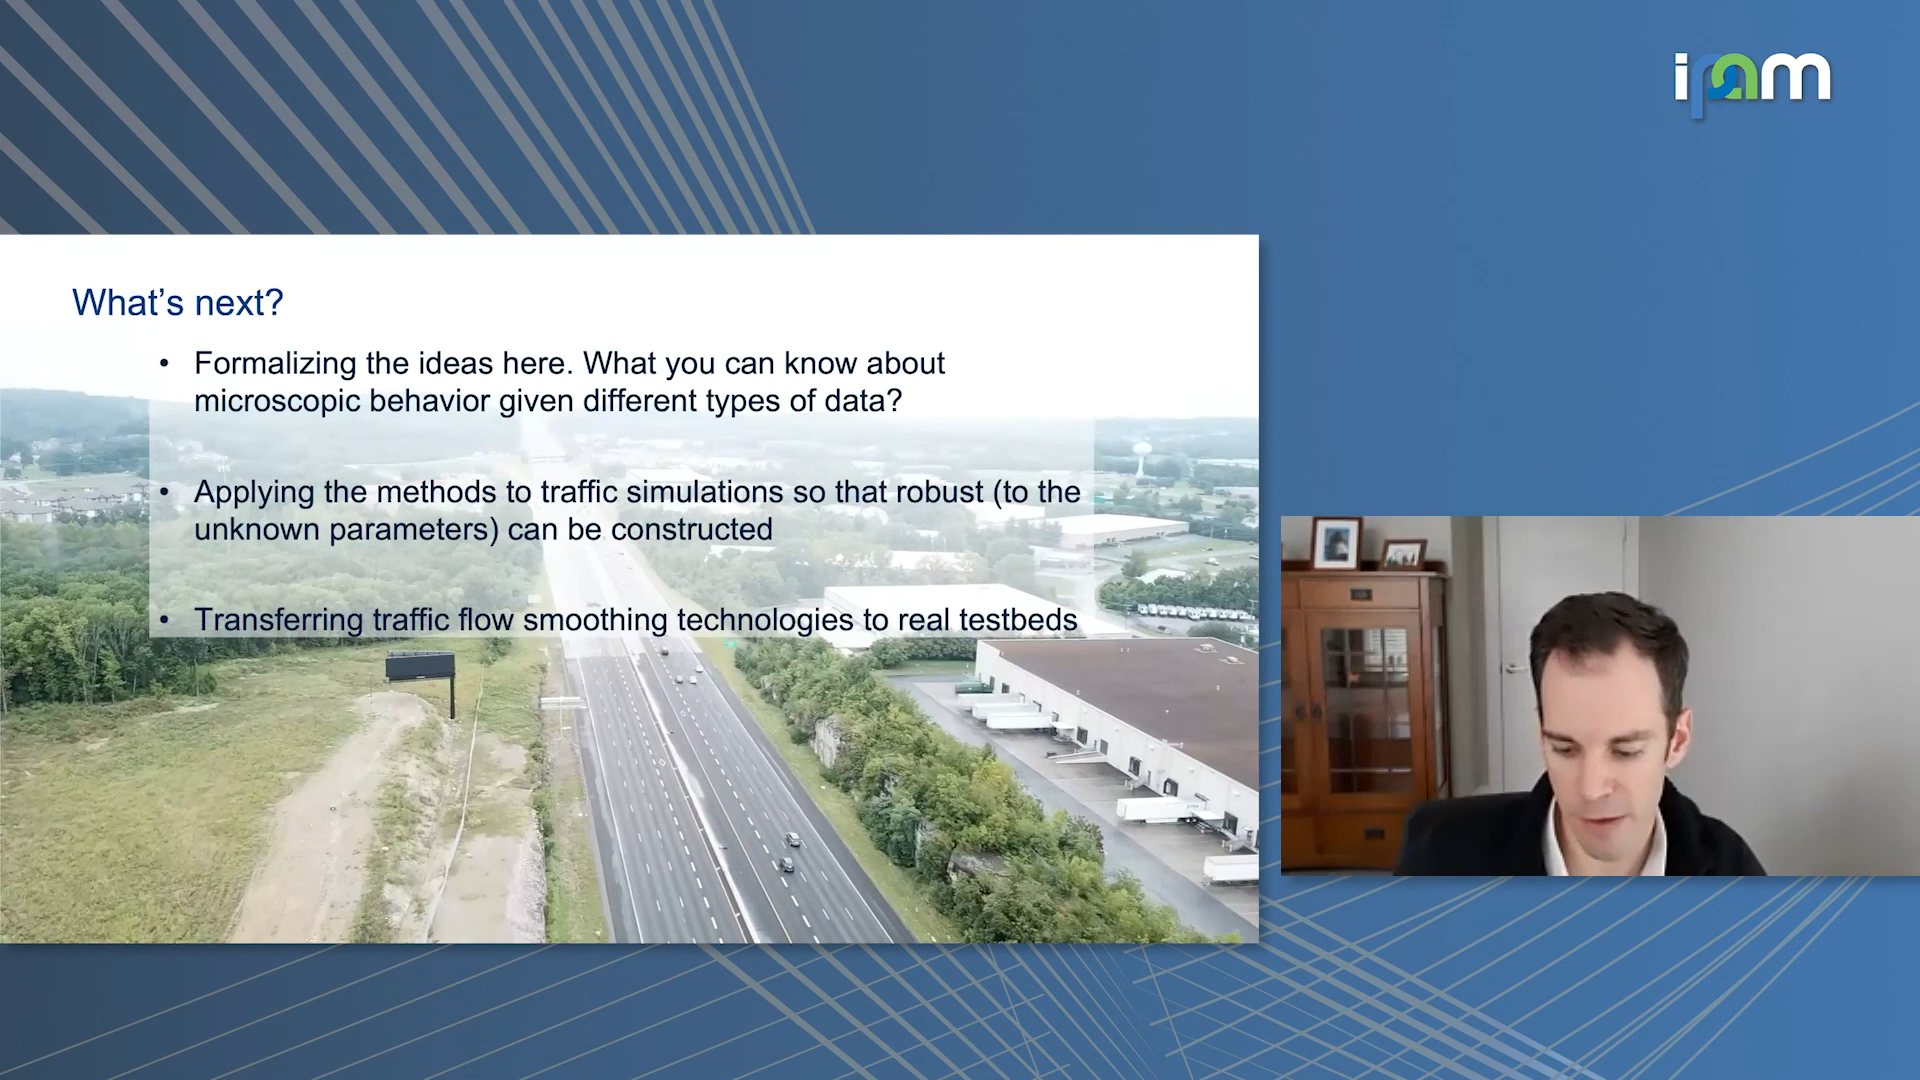 ipam
What's next?
• Formalizing the ideas here. What you can know about
microscopic behavior given different types of data?
• Applying the methods to traffic simulations so that robust (to the
unknown parameters) can be constructed
• Transferring traffic flow smoothing technologies to real testbeds